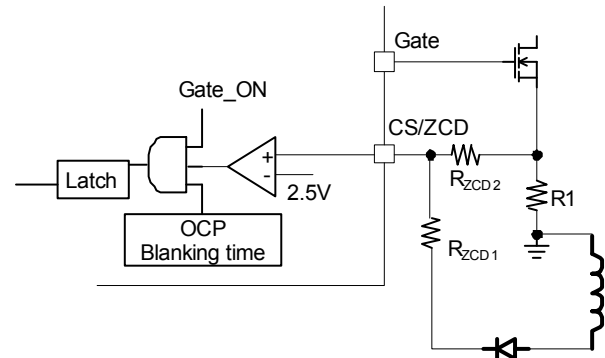 Gate
Gate_ON
CS/ZCD
+
-
2.5V
Latch
OCP
Blanking time
RZCD2
R1
RZCD1